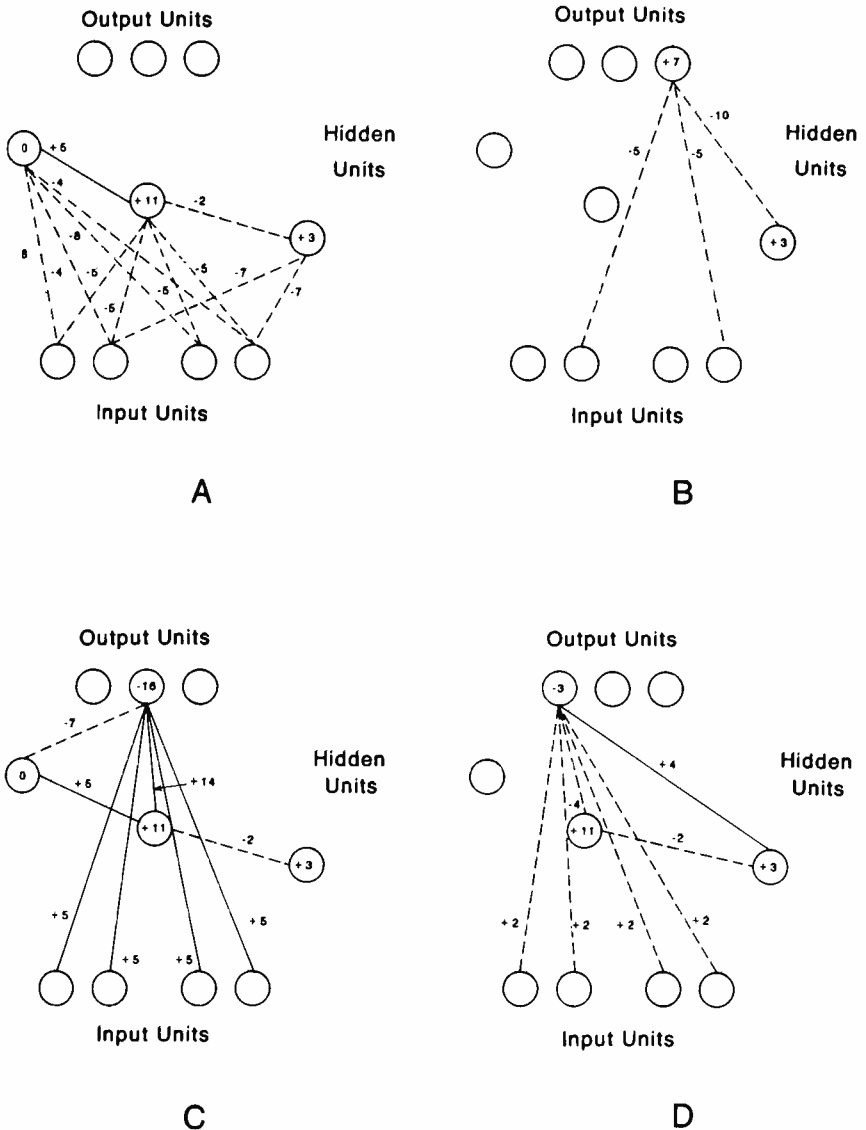 Output Units
0
+5
Hidden
Units
-4
+11
-2
+3
8
-4
-5
-8
-5
-5
-5
-7
-7
Input Units
A
Output Units
+7
-10
-5
-5
Hidden
Units
+3
Input Units
B
Output Units
-16
-7
0
+5
+14
Hidden
Units
+11
-2
+3
+5
+5
+5
+5
Input Units
C
Output Units
-3
+4
Hidden
Units
-4
+11
-2
+3
+2
+2
+2
+2
Input Units
D